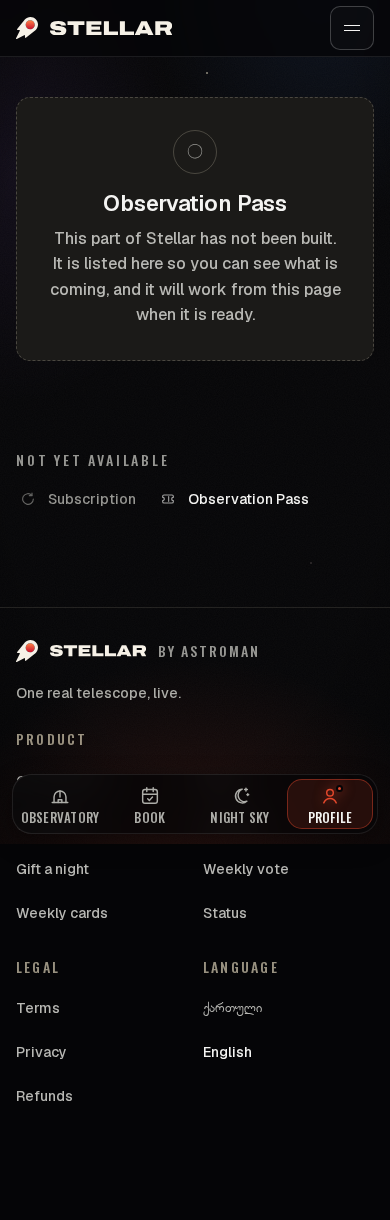 STELLAR
Observation Pass
This part of Stellar has not been built.
It is listed here so you can see what is
coming, and it will work from this page
when it is ready.
NOT YET AVAILABLE
Subscription
Observation Pass
STELLAR BY ASTROMAN
One real telescope, live.
PRODUCT
OBSERVATORY
BOOK
NIGHT SKY
PROFILE
Gift a night
Weekly vote
Weekly cards
Status
LEGAL
LANGUAGE
Terms
ქართული
Privacy
English
Refunds